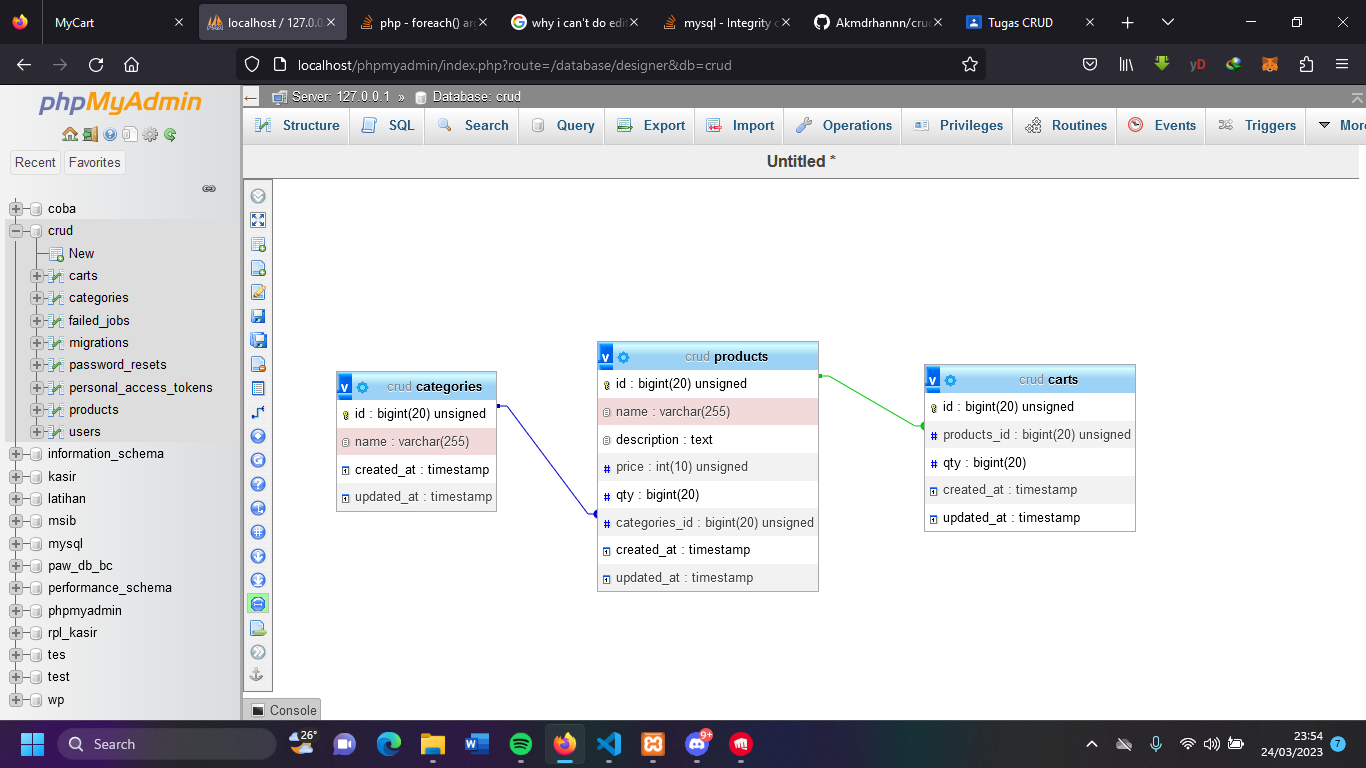 MyCart
localhost / 127.0.0
php - foreach() ar
why i can't do edi
mysql - Integrity c
Akmdrhannn/cru
Tugas CRUD
localhost/phpmyadmin/index.php?route=/database/designer&db=crud
yD
phpMyAdmin
Recent
Favorites
coba
crud
New
carts
categories
failed_jobs
migrations
password_resets
personal_access_tokens
products
users
information_schema
kasir
latihan
msib
mysql
paw_db_bc
performance_schema
phpmyadmin
rpl_kasir
tes
test
wp
Server: 127.0.0.1 » Database: crud
Structure
SQL
Search
Query
Export
Import
Operations
Privileges
Routines
Events
Triggers
More
Untitled *
v crud categories
id : bigint(20) unsigned
name : varchar(255)
created_at : timestamp
updated_at : timestamp
v crud products
id : bigint(20) unsigned
name : varchar(255)
description : text
# price : int(10) unsigned
# qty : bigint(20)
# categories_id : bigint(20) unsigned
created_at : timestamp
updated_at : timestamp
v crud carts
id : bigint(20) unsigned
# products_id : bigint(20) unsigned
# qty : bigint(20)
created_at : timestamp
updated_at : timestamp
Console
Search
26°
9+
23:54
24/03/2023
7